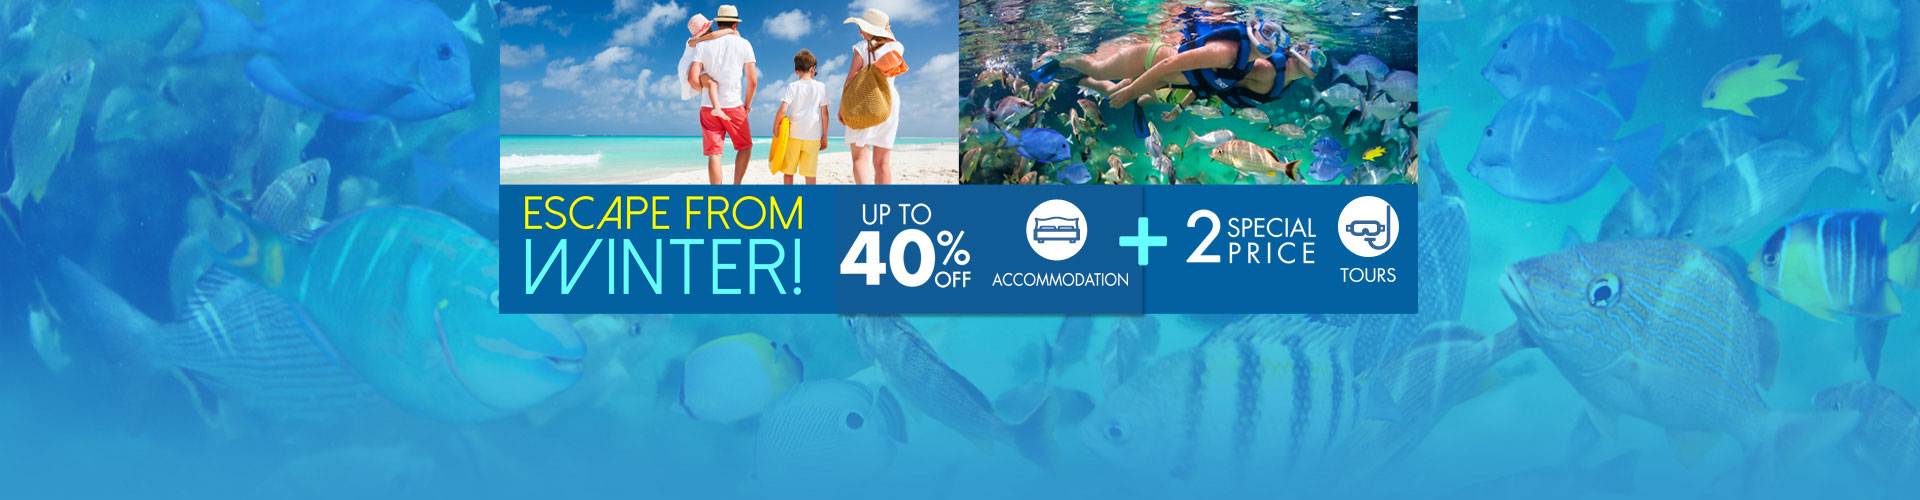 ESCAPE FROM
WINTER!
UP TO
40% OFF
ACCOMMODATION
+
2 SPECIAL
PRICE
TOURS